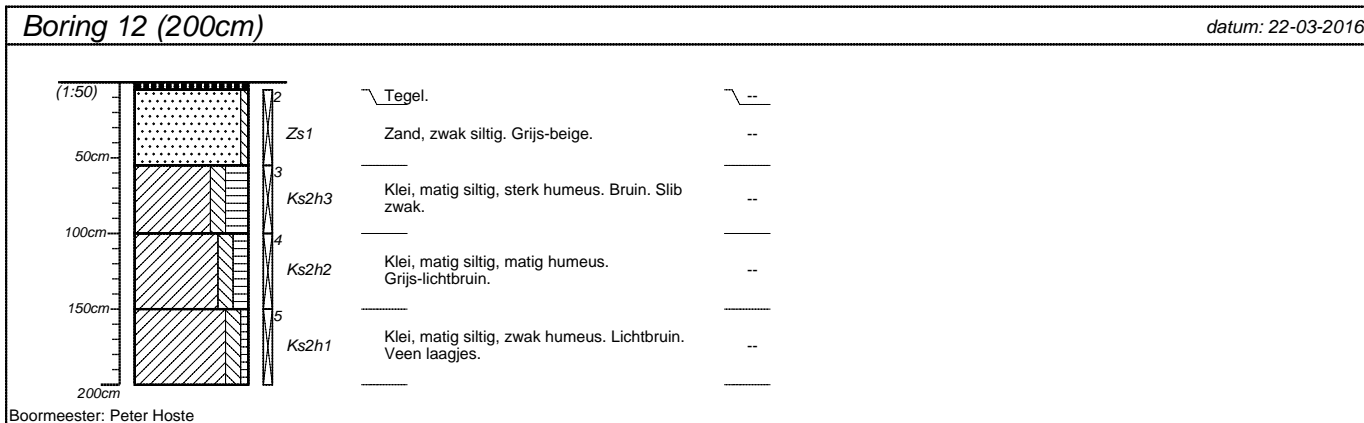 Boring 12 (200cm)
datum: 22-03-2016
(1:50)
2
Tegel.
--
Zs1
Zand, zwak siltig. Grijs-beige.
--
50cm
3
Ks2h3
Klei, matig siltig, sterk humeus. Bruin. Slib
zwak.
--
100cm
4
Ks2h2
Klei, matig siltig, matig humeus.
Grijs-lichtbruin.
--
150cm
5
Ks2h1
Klei, matig siltig, zwak humeus. Lichtbruin.
Veen laagjes.
--
200cm
Boormeester: Peter Hoste